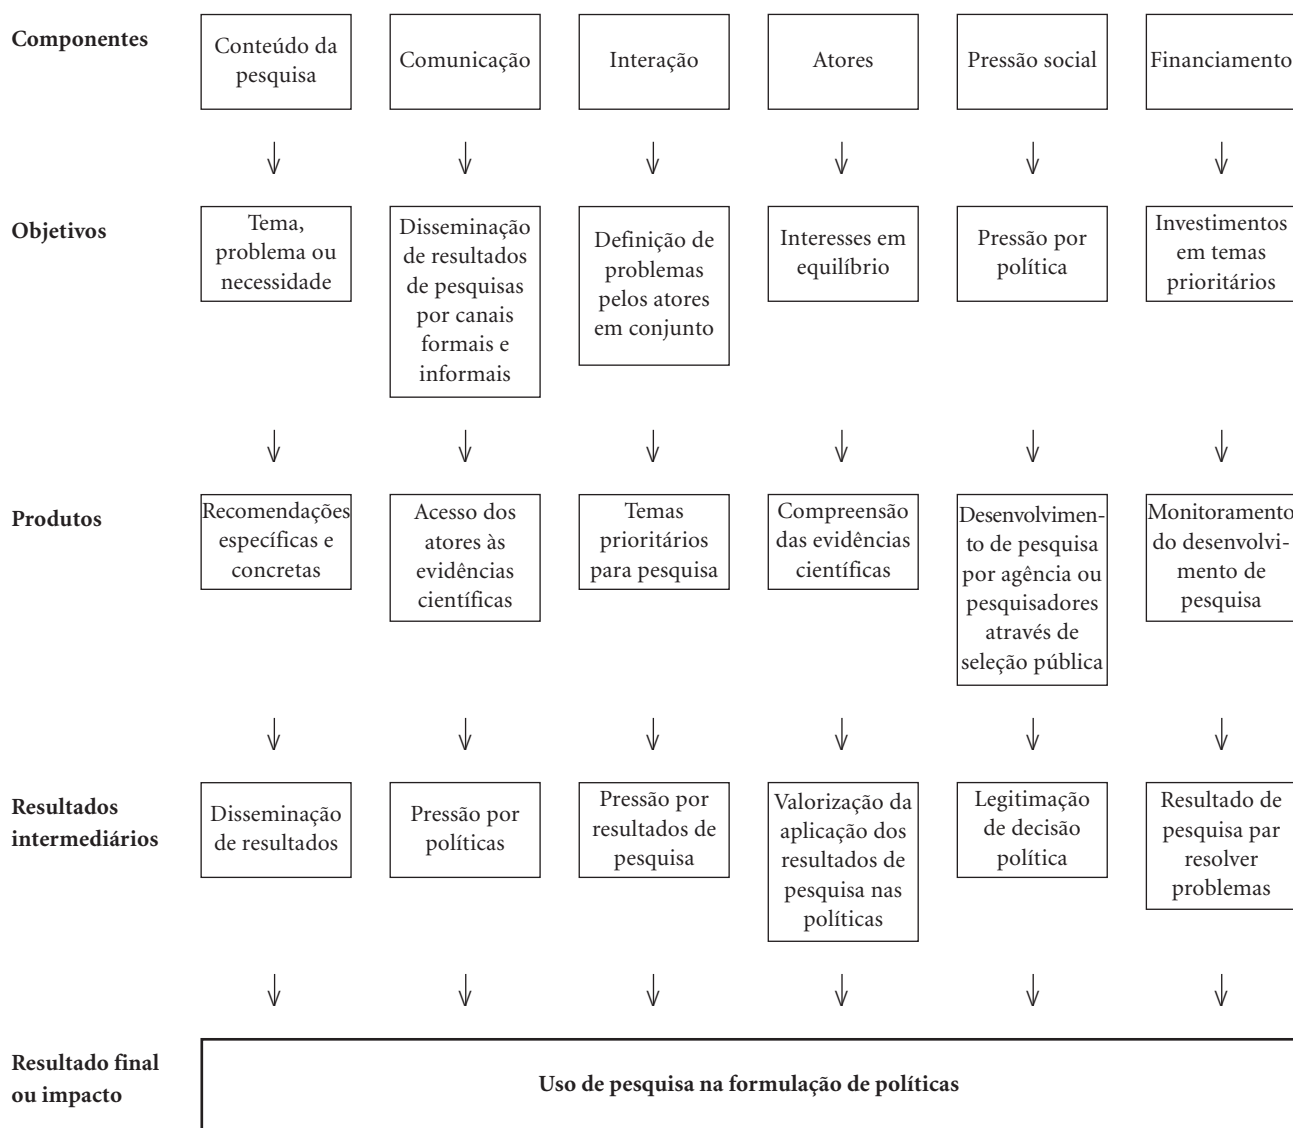 Componentes
Conteúdo da
pesquisa
Comunicação
Interação
Atores
Pressão social
Financiamento
Objetivos
Tema,
problema ou
necessidade
Disseminação
de resultados
de pesquisas
por canais
formais e
informais
Definição de
problemas
pelos atores
em conjunto
Interesses em
equilíbrio
Pressão por
política
Investimentos
em temas
prioritários
Produtos
Recomendações
específicas e
concretas
Acesso dos
atores às
evidências
científicas
Temas
prioritários
para pesquisa
Compreensão
das evidências
científicas
Desenvolvimen-
to de pesquisa
por agência ou
pesquisadores
através de
seleção pública
Monitoramento
do desenvolvi-
mento de
pesquisa
Resultados
intermediários
Disseminação
de resultados
Pressão por
políticas
Pressão por
resultados de
pesquisa
Valorização da
aplicação dos
resultados de
pesquisa nas
políticas
Legitimação
de decisão
política
Resultado de
pesquisa par
resolver
problemas
Resultado final
ou impacto
Uso de pesquisa na formulação de políticas